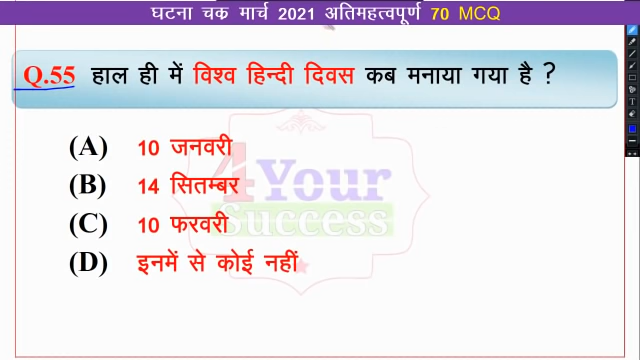 घटना चक मार्च 2021 अतिमहत्वपूर्ण 70 MCQ
Q.55 हाल ही में विश्व हिन्दी दिवस कब मनाया गया है ?
(A) 10 जनवरी
(B) 14 सितम्बर
(C) 10 फरवरी
(D) इनमें से कोई नहीं
4 Your
Success